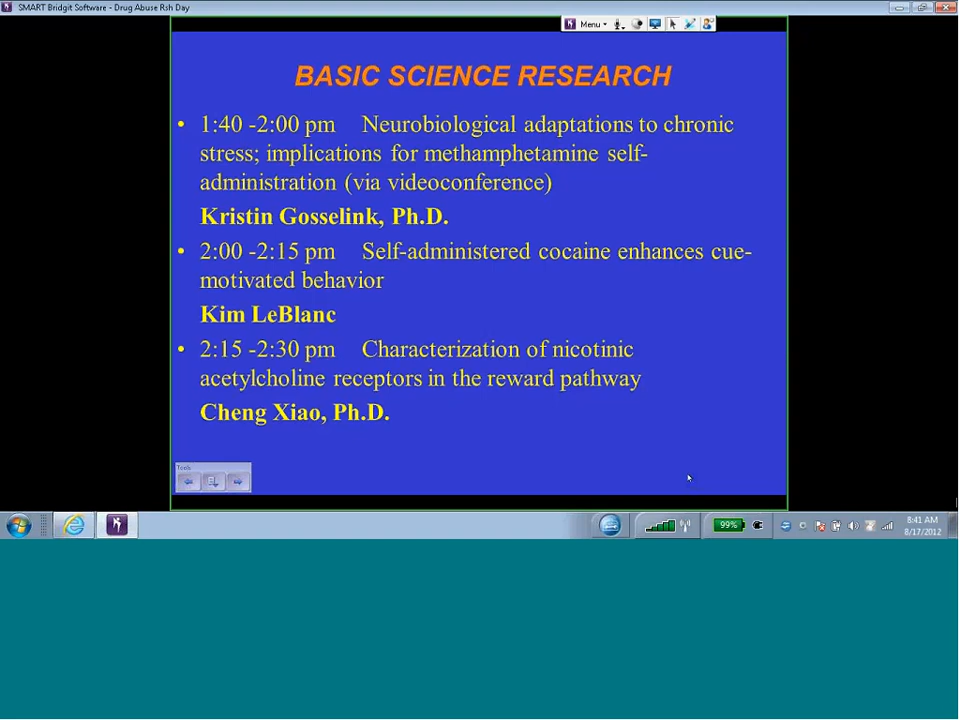 SMART Bridgit Software - Drug Abuse Rsh Day
Menu
BASIC SCIENCE RESEARCH
• 1:40 -2:00 pm Neurobiological adaptations to chronic
stress; implications for methamphetamine self-
administration (via videoconference)
Kristin Gosselink, Ph.D.
• 2:00 -2:15 pm Self-administered cocaine enhances cue-
motivated behavior
Kim LeBlanc
• 2:15 -2:30 pm Characterization of nicotinic
acetylcholine receptors in the reward pathway
Cheng Xiao, Ph.D.
Tools
99%
8:41 AM
8/17/2012